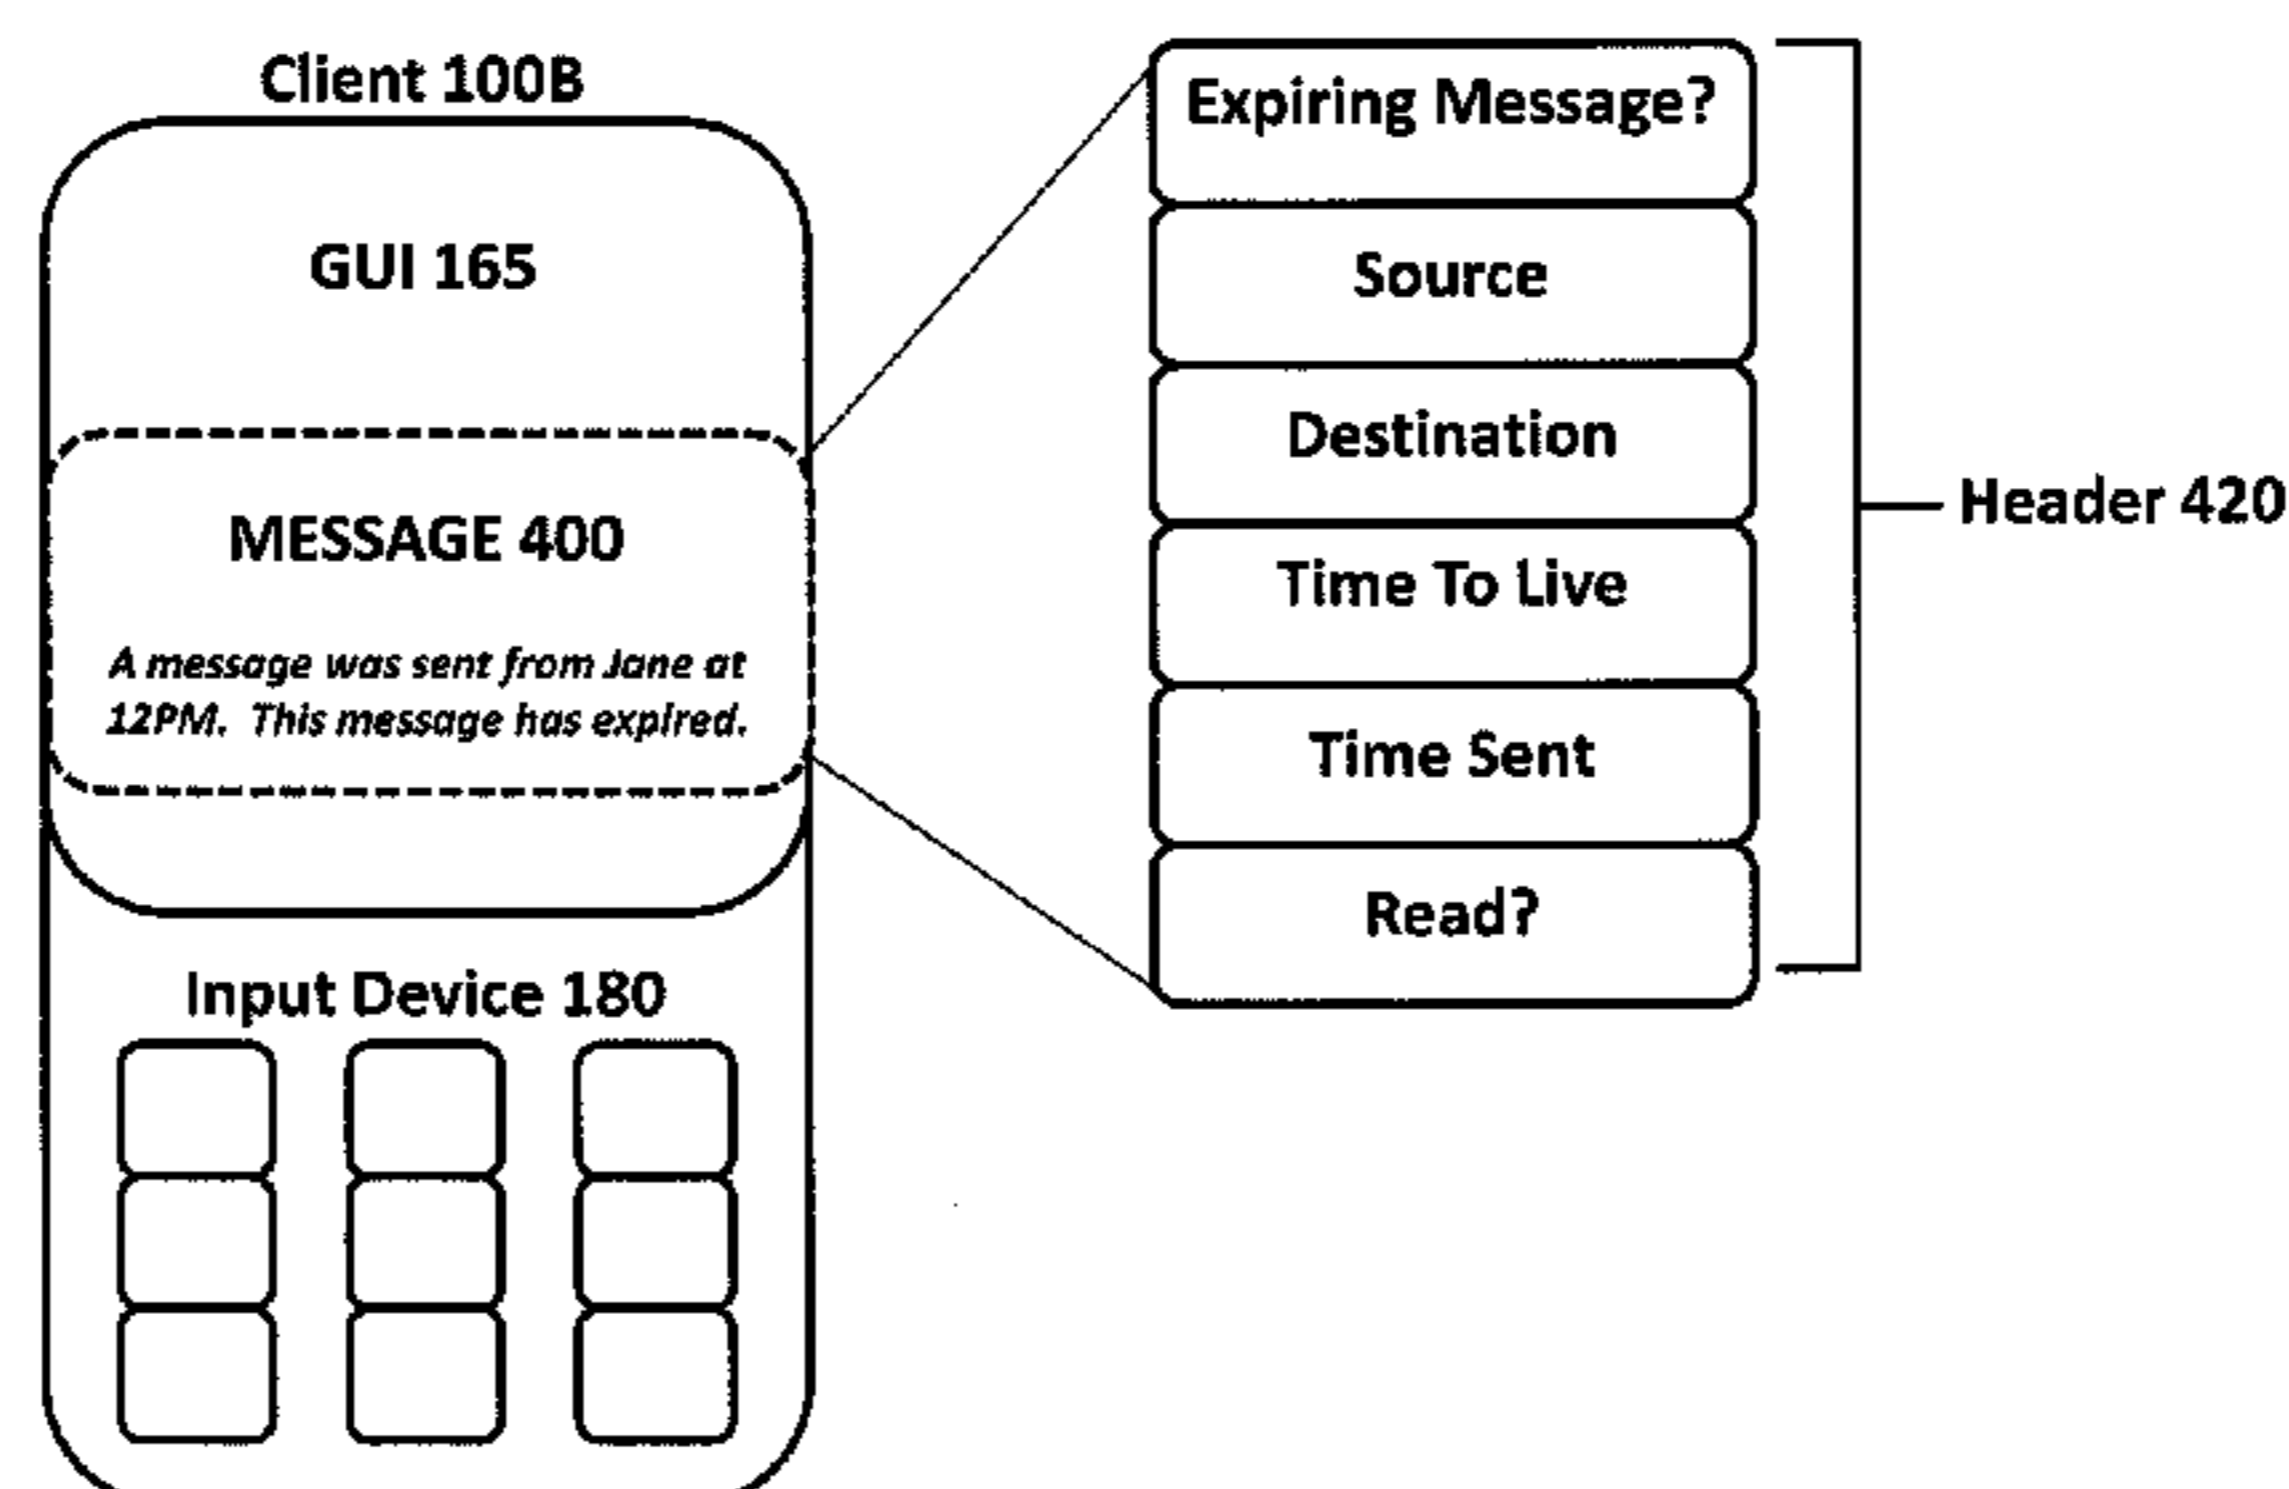 Client 100B
GUI 165
MESSAGE 400
A message was sent from Jane at
12PM.  This message has expired.
Input Device 180
Expiring Message?
Source
Destination
Time To Live
Time Sent
Read?
Header 420